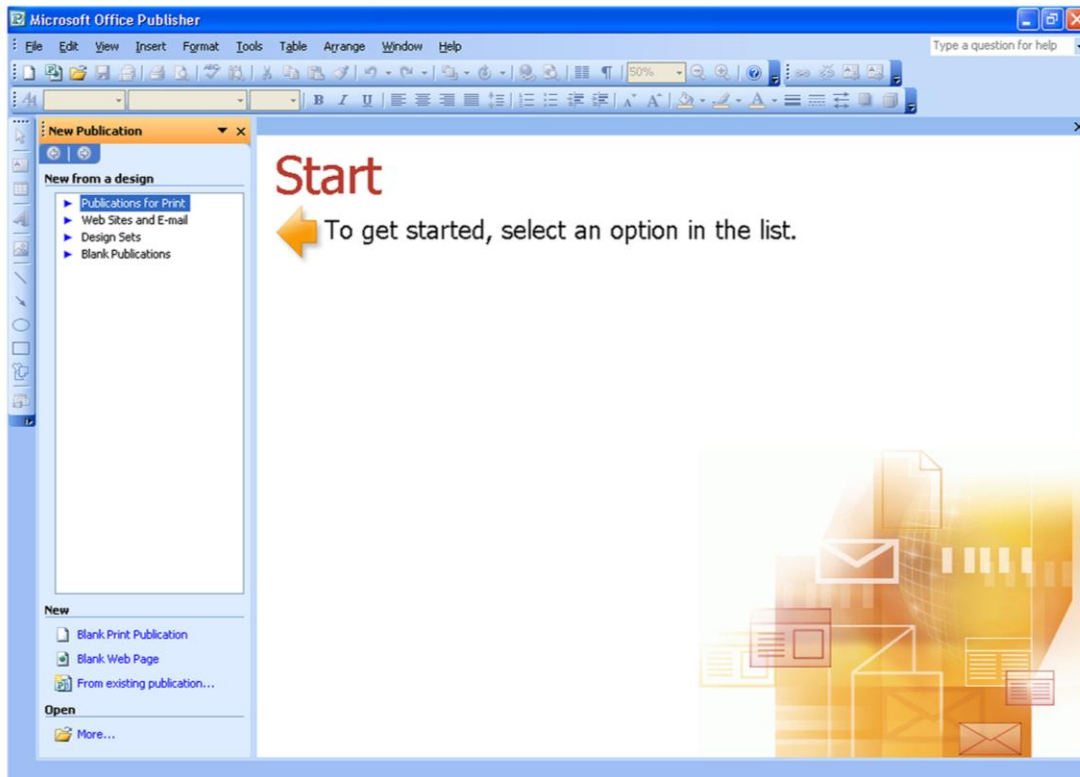 Microsoft Office Publisher
File Edit View Insert Format Tools Table Arrange Window Help
Type a question for help
50%
B I U
New Publication
New from a design
Publications for Print
Web Sites and E-mail
Design Sets
Blank Publications
Start
To get started, select an option in the list.
New
Blank Print Publication
Blank Web Page
From existing publication...
Open
More...